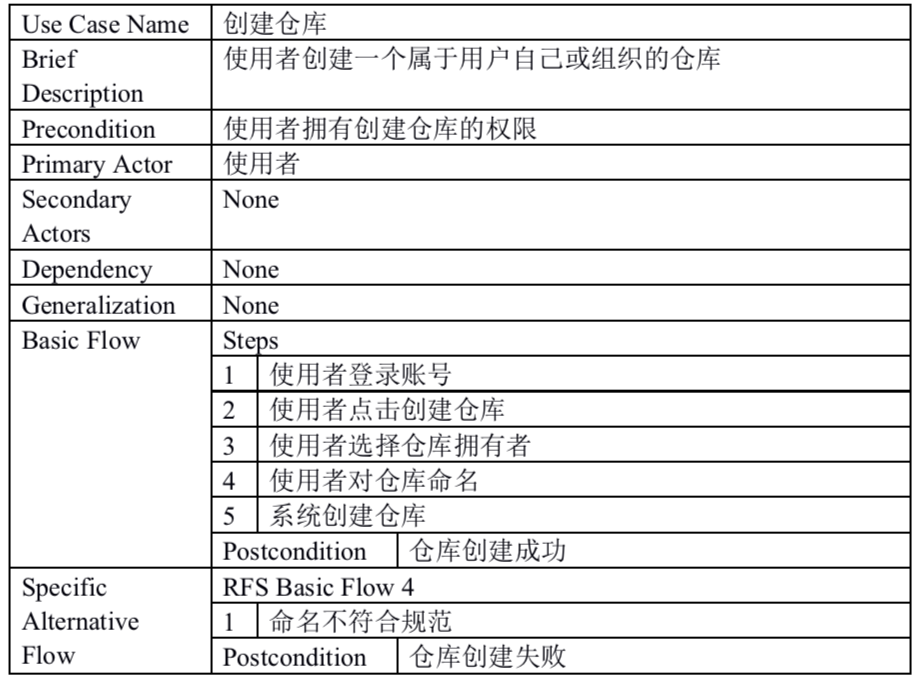 Use Case Name 创建仓库
Brief Description 使用者创建一个属于用户自己或组织的仓库
Precondition 使用者拥有创建仓库的权限
Primary Actor 使用者
Secondary Actors None
Dependency None
Generalization None
Basic Flow Steps
1 使用者登录账号
2 使用者点击创建仓库
3 使用者选择仓库拥有者
4 使用者对仓库命名
5 系统创建仓库
Postcondition 仓库创建成功
Specific Alternative Flow RFS Basic Flow 4
1 命名不符合规范
Postcondition 仓库创建失败